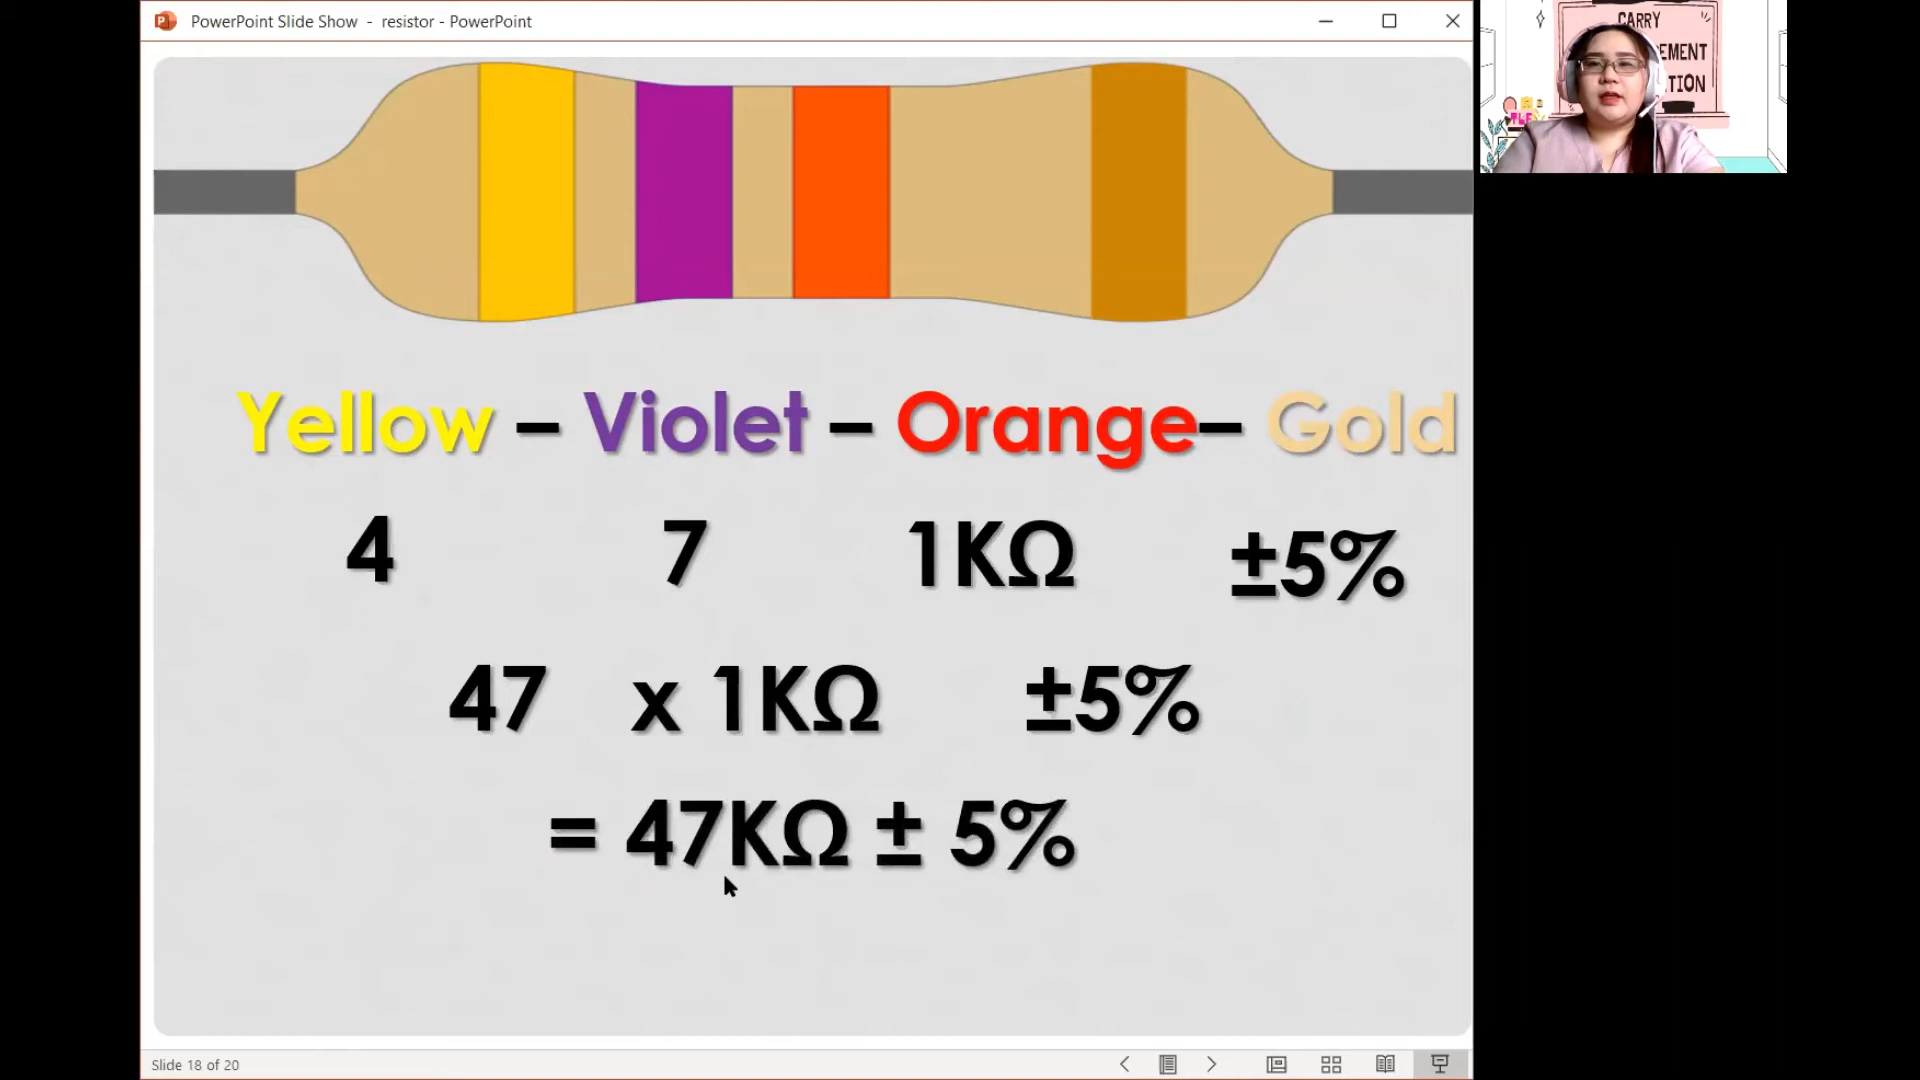 PowerPoint Slide Show - resistor - PowerPoint
CARRY
EMENT
TION
Yellow – Violet – Orange– Gold
4 7 1KΩ ±5%
47 x 1KΩ ±5%
= 47KΩ ± 5%
Slide 18 of 20